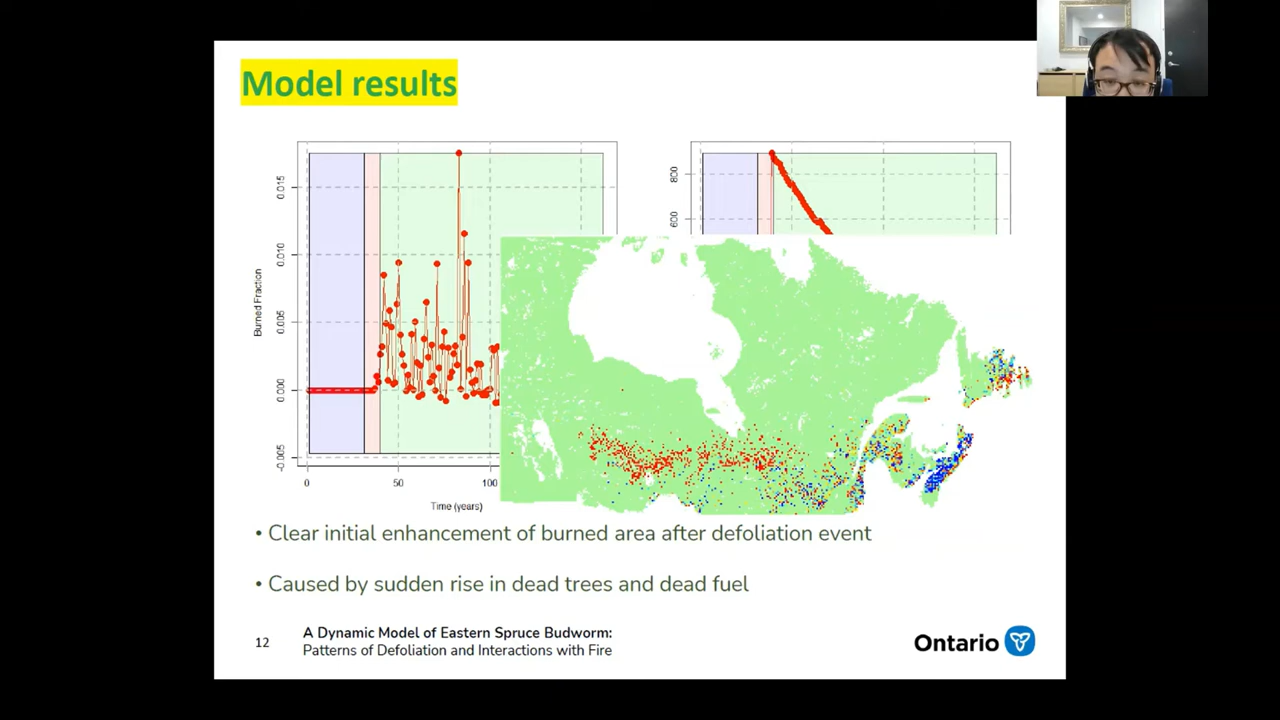 Model results
0.015
0.010
0.005
0.000
-0.005
Burned Fraction
0
50
100
Time (years)
800
600
• Clear initial enhancement of burned area after defoliation event
• Caused by sudden rise in dead trees and dead fuel
12
A Dynamic Model of Eastern Spruce Budworm:
Patterns of Defoliation and Interactions with Fire
Ontario